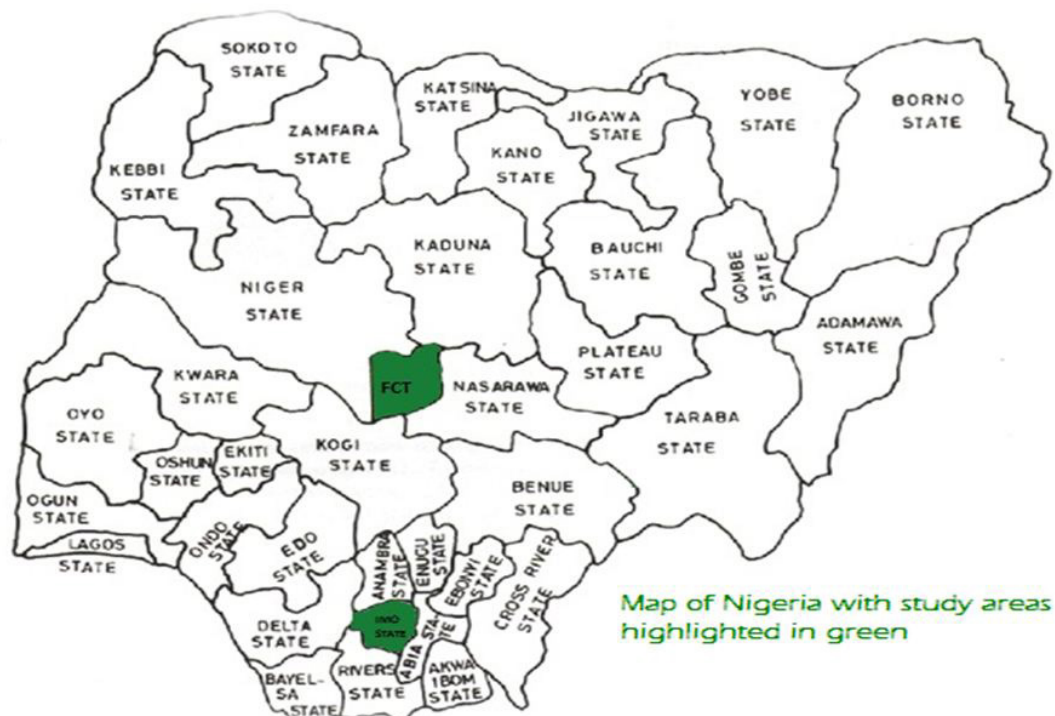 SOKOTO
STATE
KATSINA
STATE
JIGAWA
STATE
YOBE
STATE
BORNO
STATE
ZAMFARA
STATE
KANO
STATE
KEBBI
STATE
KADUNA
STATE
BAUCHI
STATE
GOMBE
STATE
NIGER
STATE
ADAMAWA
STATE
PLATEAU
STATE
FCT
NASARAWA
STATE
KWARA
STATE
TARABA
STATE
OYO
STATE
KOGI
STATE
OSHUN
STATE
EKITI
STATE
BENUE
STATE
OGUN
STATE
LAGOS
STATE
ONDO
STATE
EDO
STATE
ANAMBRA
STATE
ENUGU
STATE
EBONYI
STATE
CROSS RIVER
STATE
IMO
STATE
DELTA
STATE
ABIA STATE
BAYEL-
SA
STATE
RIVERS
STATE
AKWA
IBOM
STATE
Map of Nigeria with study areas
highlighted in green